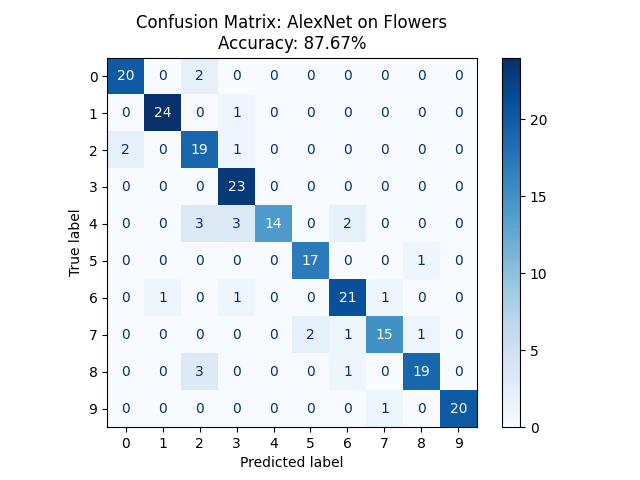 Confusion Matrix: AlexNet on Flowers
Accuracy: 87.67%
0 20 0 2 0 0 0 0 0 0 0
1 0 24 0 1 0 0 0 0 0 0
2 2 0 19 1 0 0 0 0 0 0
3 0 0 0 23 0 0 0 0 0 0
4 0 0 3 3 14 0 2 0 0 0
5 0 0 0 0 0 17 0 0 1 0
6 0 1 0 1 0 0 21 1 0 0
7 0 0 0 0 0 2 1 15 1 0
8 0 0 3 0 0 0 1 0 19 0
9 0 0 0 0 0 0 0 1 0 20
0 1 2 3 4 5 6 7 8 9
Predicted label
True label
20
15
10
5
0